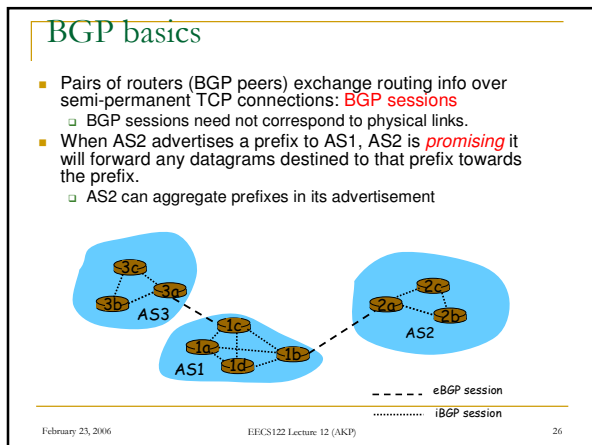 BGP basics
Pairs of routers (BGP peers) exchange routing info over
semi-permanent TCP connections: BGP sessions
BGP sessions need not correspond to physical links.
When AS2 advertises a prefix to AS1, AS2 is promising it
will forward any datagrams destined to that prefix towards
the prefix.
AS2 can aggregate prefixes in its advertisement
3c
3a
3b
AS3
2c
2a
2b
AS2
1c
1a
1b
1d
AS1
eBGP session
iBGP session
February 23, 2006
EECS122 Lecture 12 (AKP)
26